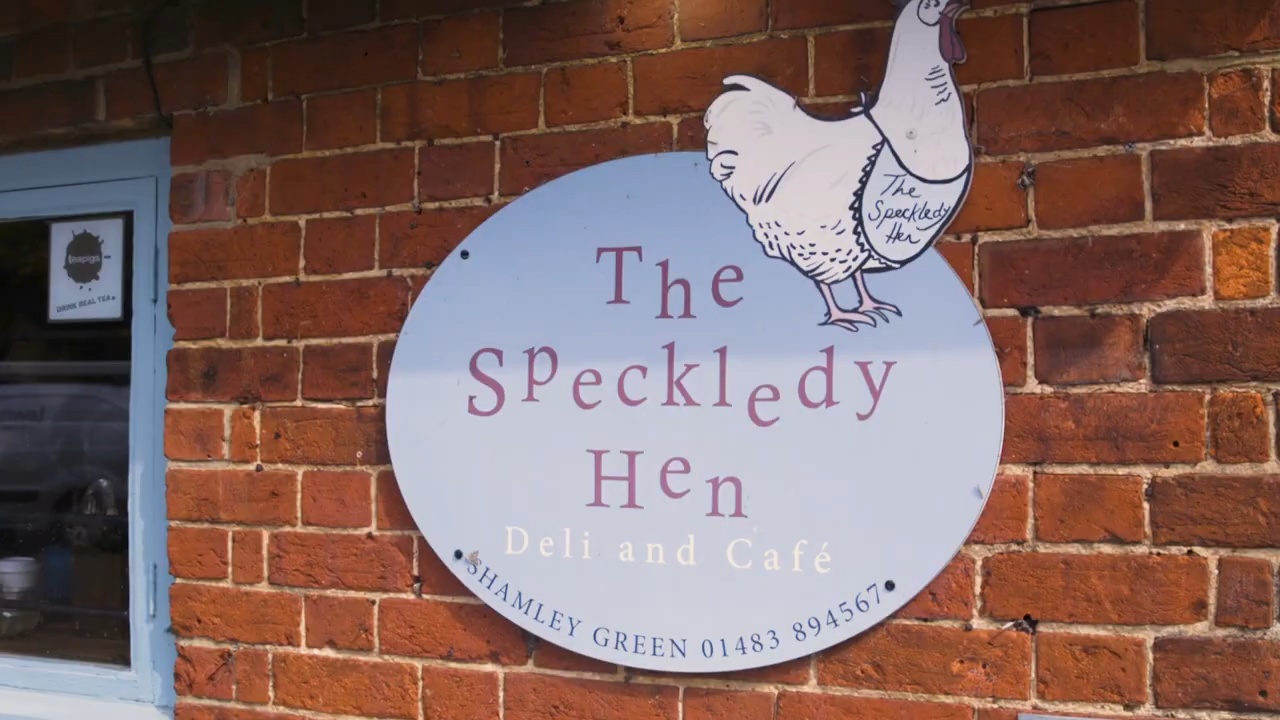 The
Speckledy
Hen
The
Speckledy
Hen
Deli and Café
SHAMLEY GREEN 01483 894567
teapigs
DRINK REAL TEA